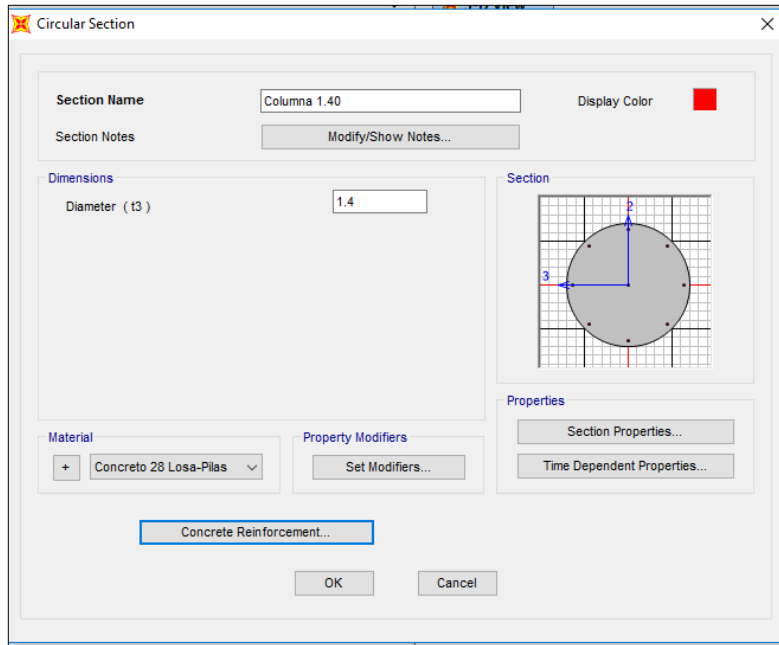 Circular Section
Section Name
Columna 1.40
Display Color
Section Notes
Modify/Show Notes...
Dimensions
Diameter ( t3 )
1.4
Section
2
3
Properties
Section Properties...
Time Dependent Properties...
Material
+
Concreto 28 Losa-Pilas
Property Modifiers
Set Modifiers...
Concrete Reinforcement...
OK
Cancel